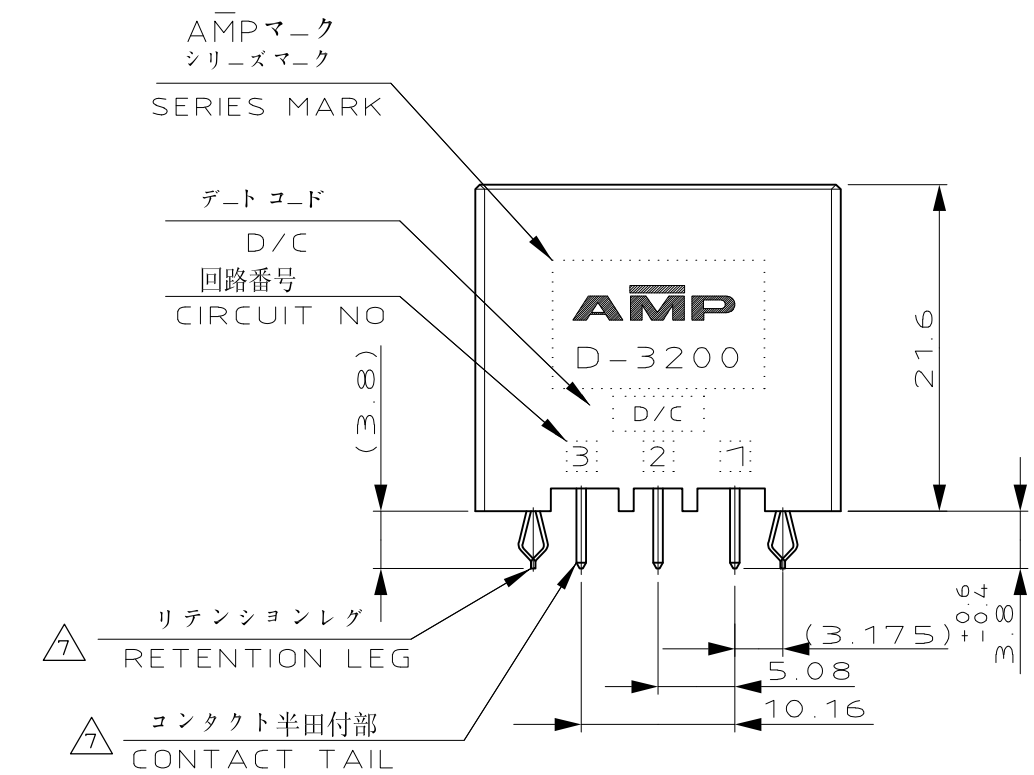 AMPマーク
シリーズマーク
SERIES MARK
デート コード
D/C
回路番号
CIRCUIT NO
AMP
D-3200
D/C
3 2 1
21.6
(3.8)
3.8 +0.6 -0.4
(3.175)
5.08
10.16
リテンションレグ
7
RETENTION LEG
コンタクト半田付部
7
CONTACT TAIL